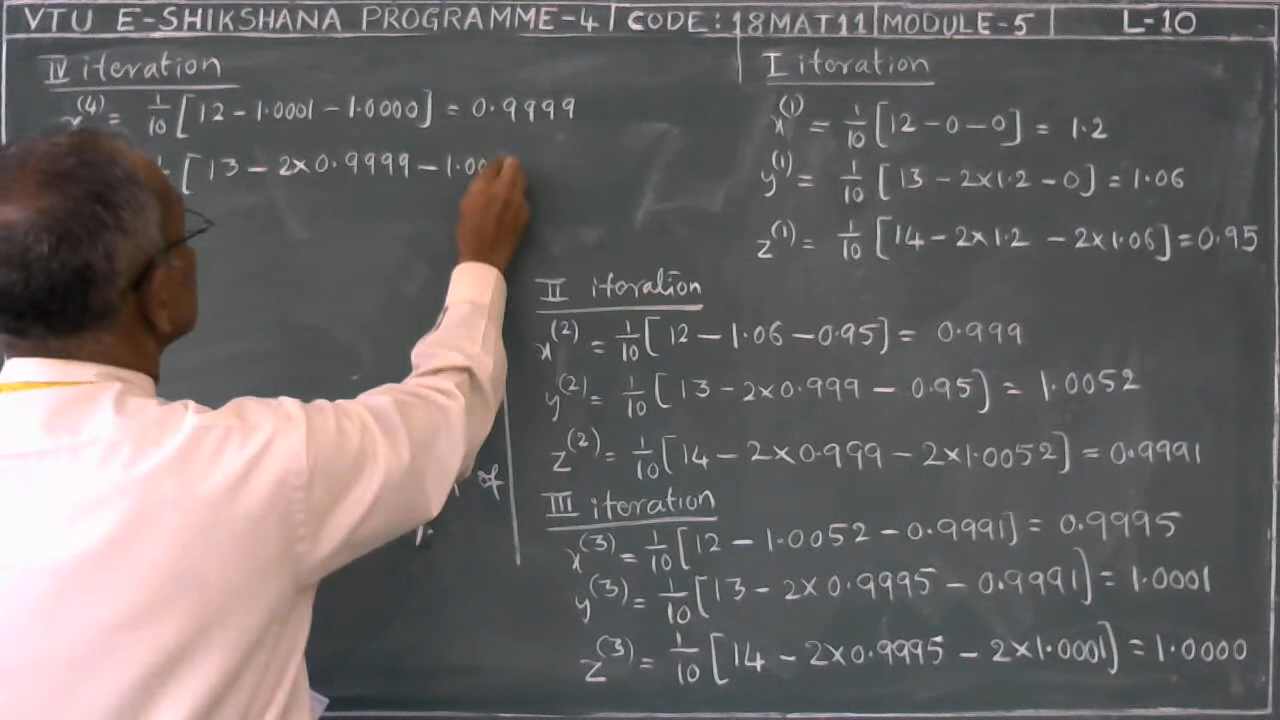 VTU E-SHIKSHANA PROGRAMME-4 | CODE: 18MAT11 | MODULE-5 | L-10
IV iteration
x^(4) = 1/10 [12 - 1.0001 - 1.0000] = 0.9999
[13 - 2×0.9999 - 1.00
of
I iteration
x^(1) = 1/10 [12 - 0 - 0] = 1.2
y^(1) = 1/10 [13 - 2×1.2 - 0] = 1.06
z^(1) = 1/10 [14 - 2×1.2 - 2×1.06] = 0.95
II iteration
x^(2) = 1/10 [12 - 1.06 - 0.95] = 0.999
y^(2) = 1/10 [13 - 2×0.999 - 0.95] = 1.0052
z^(2) = 1/10 [14 - 2×0.999 - 2×1.0052] = 0.9991
III iteration
x^(3) = 1/10 [12 - 1.0052 - 0.9991] = 0.9995
y^(3) = 1/10 [13 - 2×0.9995 - 0.9991] = 1.0001
z^(3) = 1/10 [14 - 2×0.9995 - 2×1.0001] = 1.0000